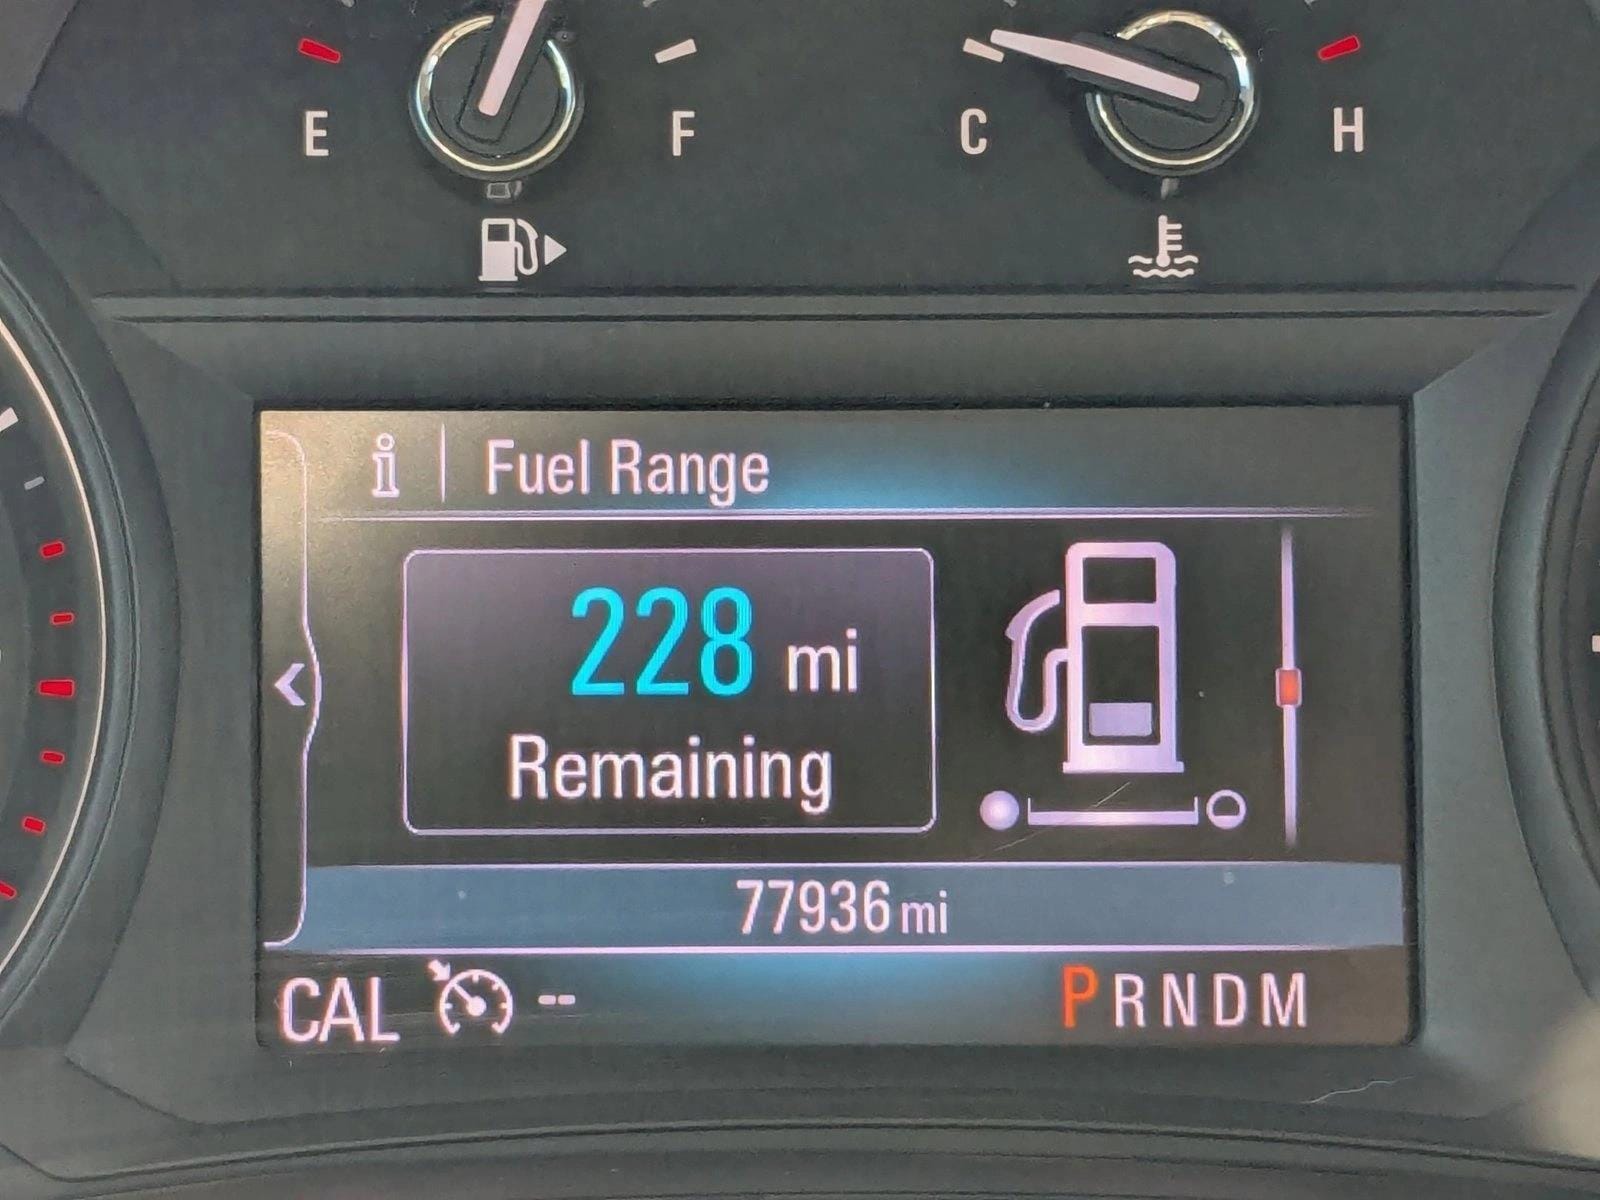 E F C H
i | Fuel Range
228 mi
Remaining
77936 mi
CAL -- PRNDM